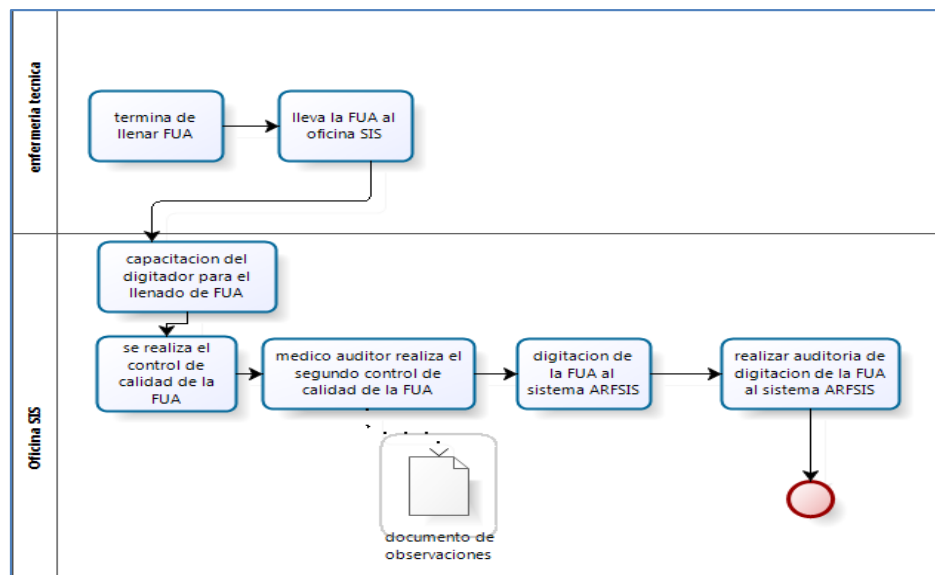 enfermeria tecnica
termina de
llenar FUA
lleva la FUA al
oficina SIS
Oficina SIS
capacitacion del
digitador para el
llenado de FUA
se realiza el
control de
calidad de la
FUA
medico auditor realiza el
segundo control de
calidad de la FUA
digitacion de
la FUA al
sistema ARFSIS
realizar auditoria de
digitacion de la FUA
al sistema ARFSIS
documento de
observaciones